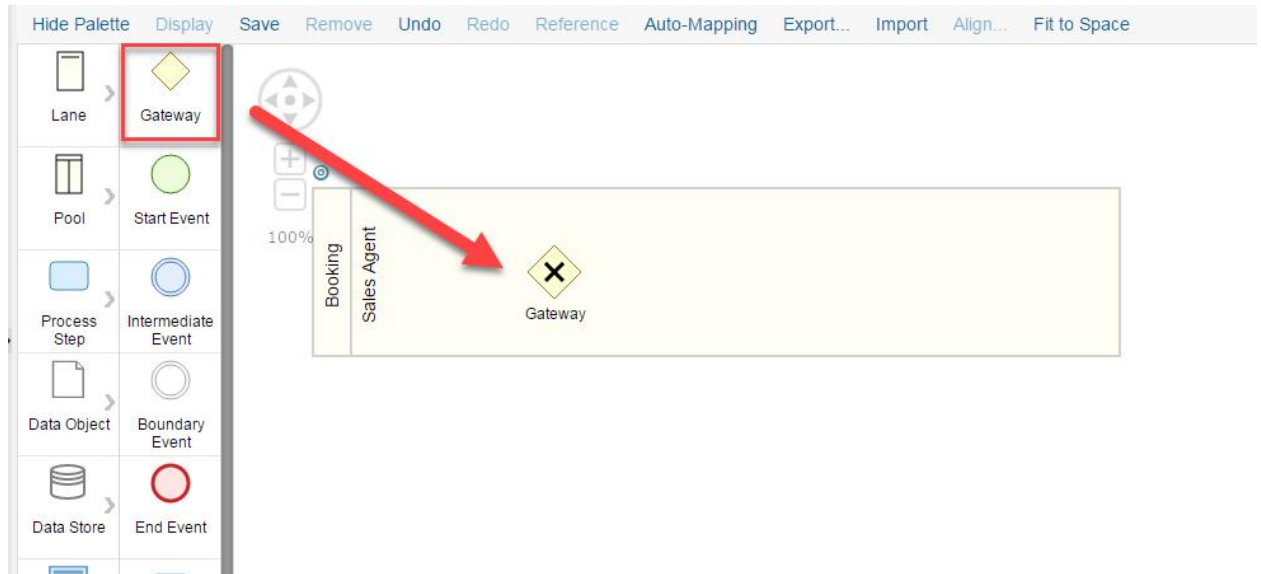 Hide Palette Display Save Remove Undo Redo Reference Auto-Mapping Export... Import Align... Fit to Space
Lane
Gateway
Pool
Start Event
Process
Step
Intermediate
Event
Data Object
Boundary
Event
Data Store
End Event
100%
Booking
Sales Agent
Gateway